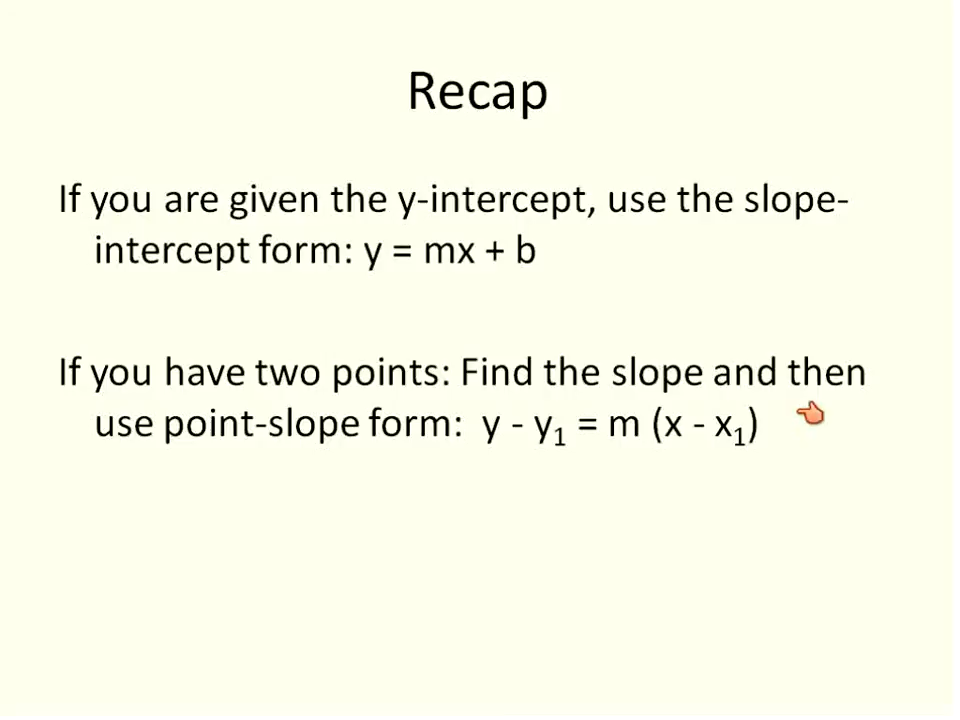 Recap
If you are given the y-intercept, use the slope-
intercept form: y = mx + b
If you have two points: Find the slope and then
use point-slope form: y - y₁ = m (x - x₁)